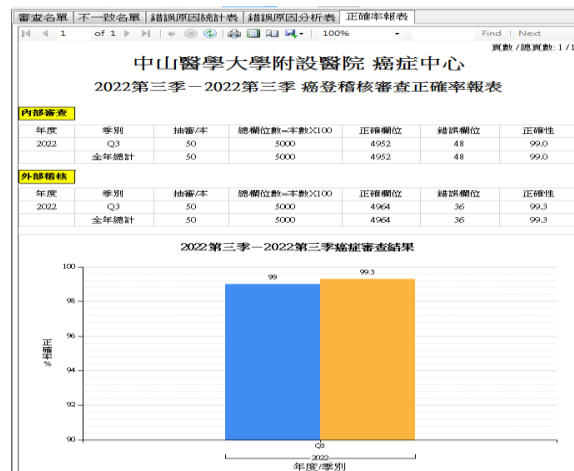 審查名單 不一致名單 錯誤原因統計表 錯誤原因分析表 正確率報表
1 of 1 100% Find | Next
頁數/總頁數: 1 / 1
中山醫學大學附設醫院 癌症中心
2022第三季－2022第三季 癌登稽核審查正確率報表
內部審查
年度 季別 抽審/本 總欄位數=本數X100 正確欄位 錯誤欄位 正確性
2022 Q3 50 5000 4952 48 99.0
全年總計 50 5000 4952 48 99.0
外部稽核
年度 季別 抽審/本 總欄位數=本數X100 正確欄位 錯誤欄位 正確性
2022 Q3 50 5000 4964 36 99.3
全年總計 50 5000 4964 36 99.3
2022第三季－2022第三季癌症審查結果
100
98
96
94
92
90
正確率%
99
99.3
Q3
2022
年度/季別